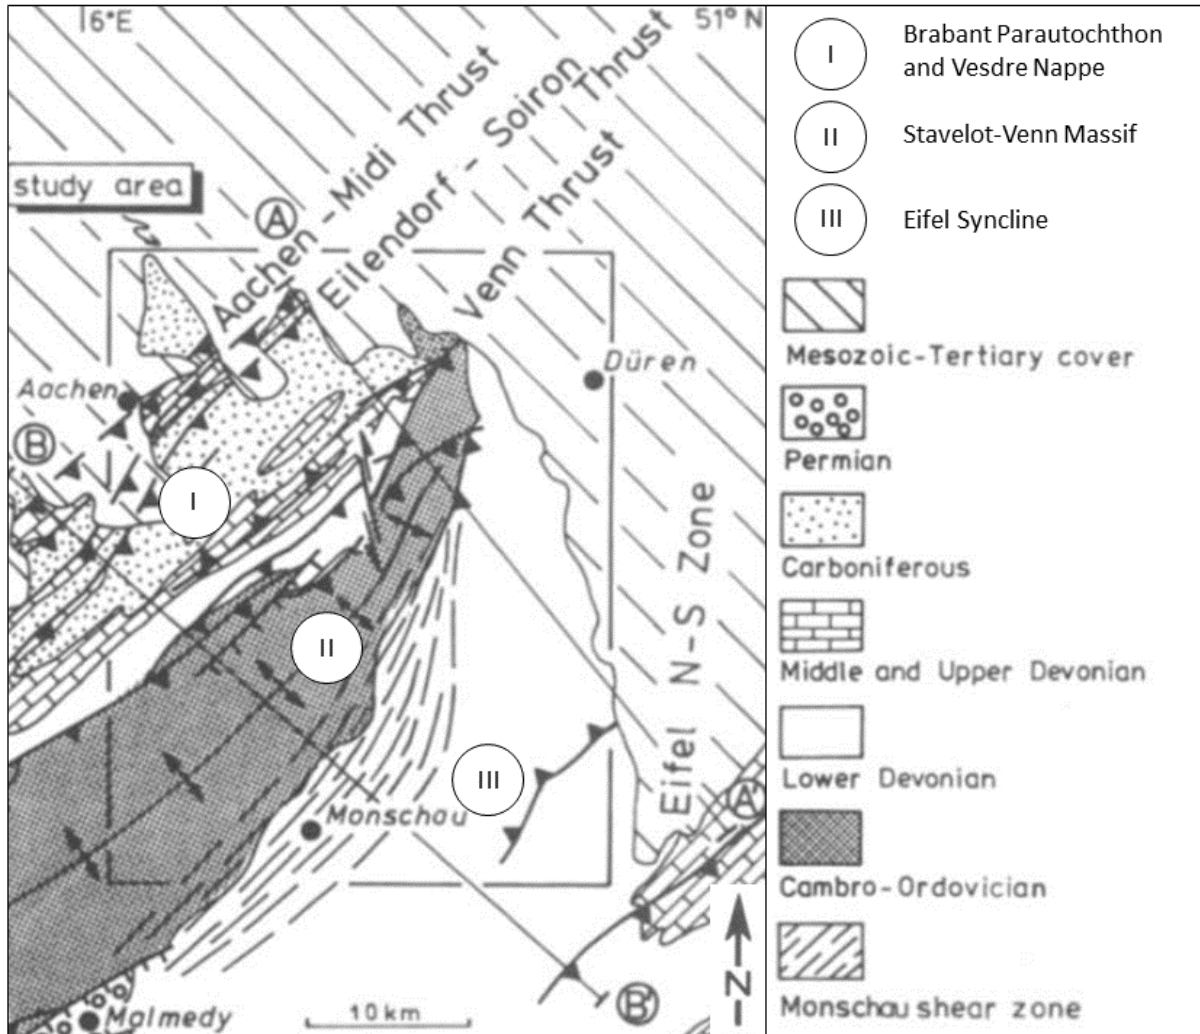 6°E
51° N
study area
Aachen-Midi Thrust
Eilendorf-Soiron Thrust
Venn Thrust
A
Aachen
Düren
B
I
II
III
Eifel N-S Zone
Monschau
A'
B'
Malmedy
10 km
N
I
Brabant Parautochthon
and Vesdre Nappe
II
Stavelot-Venn Massif
III
Eifel Syncline
Mesozoic-Tertiary cover
Permian
Carboniferous
Middle and Upper Devonian
Lower Devonian
Cambro-Ordovician
Monschau shear zone